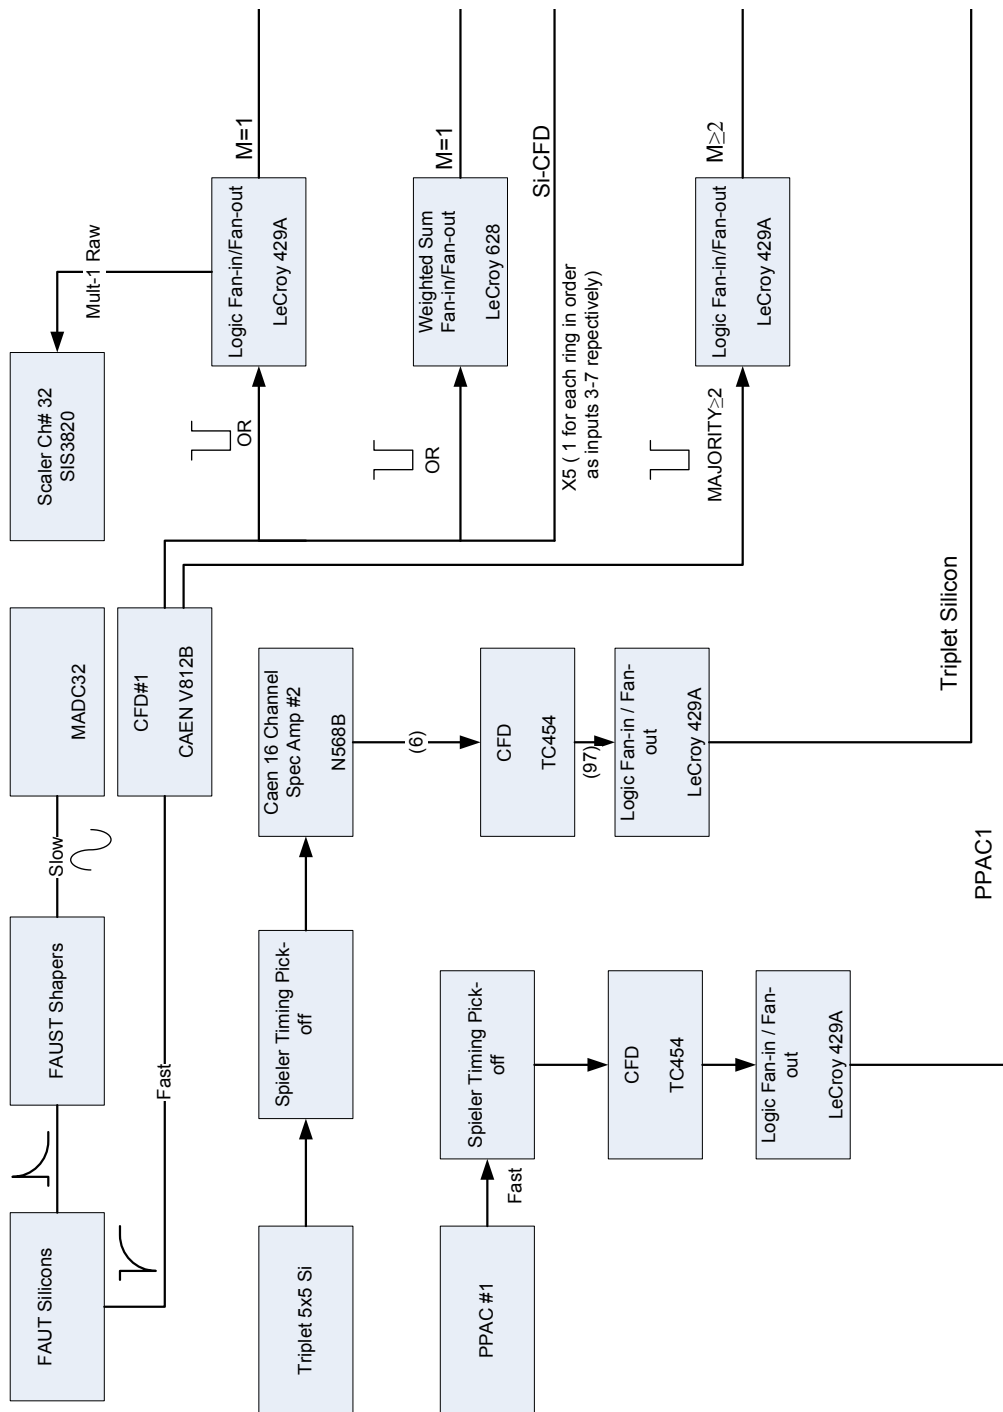 FAUT Silicons
FAUST Shapers
Slow
MADC32
Scaler Ch# 32
SIS3820
Mult-1 Raw
Fast
CFD#1
CAEN V812B
OR
Logic Fan-in/Fan-out
LeCroy 429A
M=1
Triplet 5x5 Si
Spieler Timing Pick-
off
Caen 16 Channel
Spec Amp #2
N568B
(6)
CFD
TC454
(97)
Logic Fan-in / Fan-
out
LeCroy 429A
OR
Weighted Sum
Fan-in/Fan-out
LeCroy 628
M=1
Si-CFD
X5 ( 1 for each ring in order
as inputs 3-7 repectively)
MAJORITY≥2
Logic Fan-in/Fan-out
LeCroy 429A
M≥2
Triplet Silicon
PPAC #1
Fast
Spieler Timing Pick-
off
CFD
TC454
Logic Fan-in / Fan-
out
LeCroy 429A
PPAC1